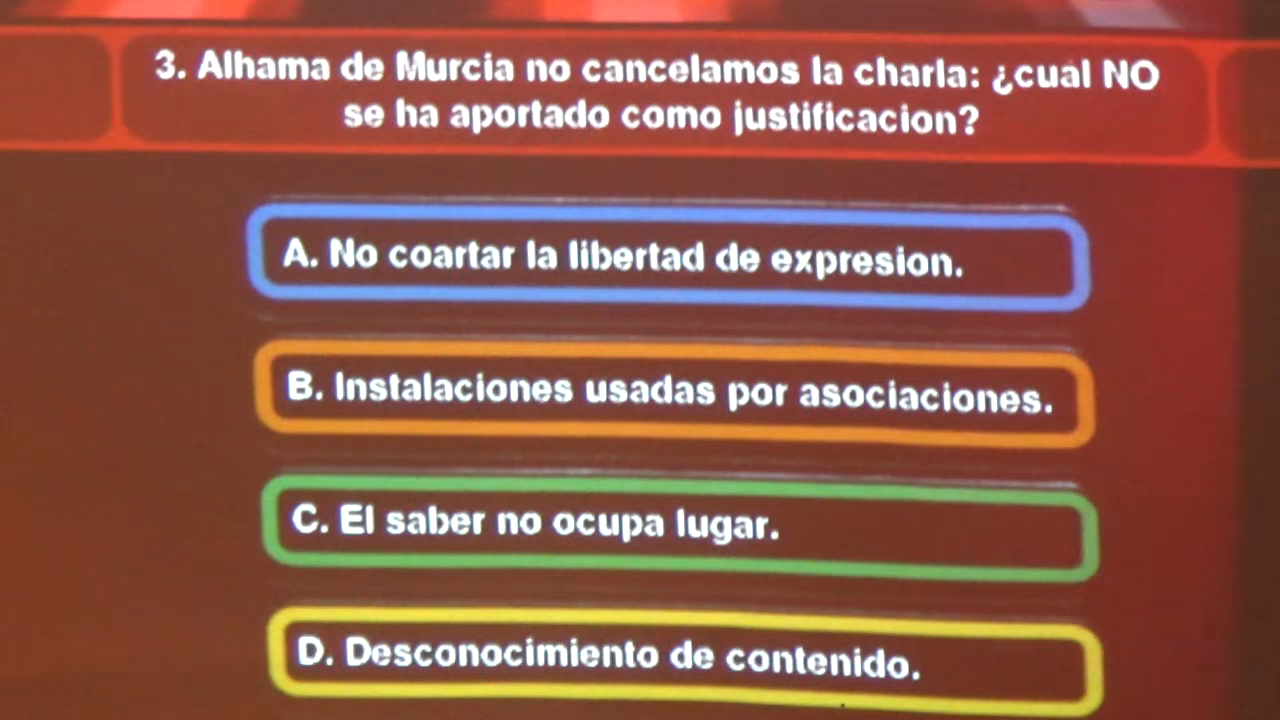 3. Alhama de Murcia no cancelamos la charla: ¿cual NO
se ha aportado como justificacion?
A. No coartar la libertad de expresion.
B. Instalaciones usadas por asociaciones.
C. El saber no ocupa lugar.
D. Desconocimiento de contenido.